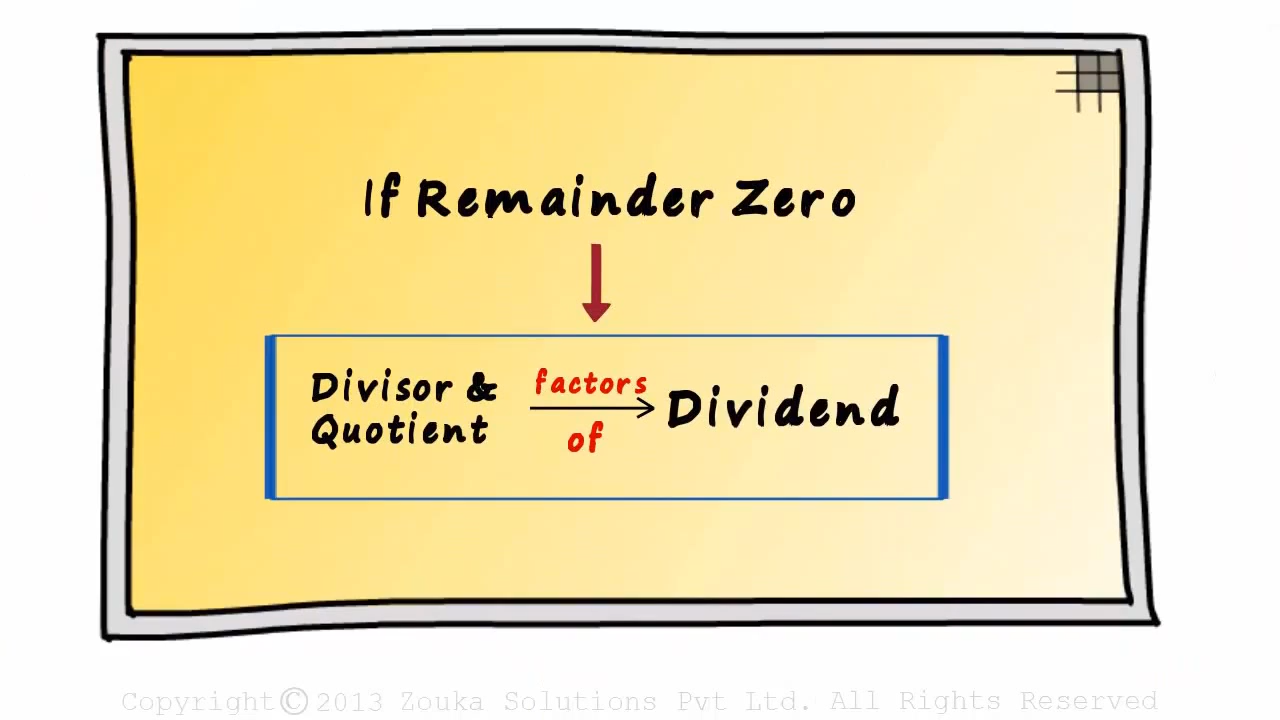 If Remainder Zero
Divisor &
Quotient
factors
of
Dividend
Copyright©2013 Zouka Solutions Pvt Ltd. All Rights Reserved